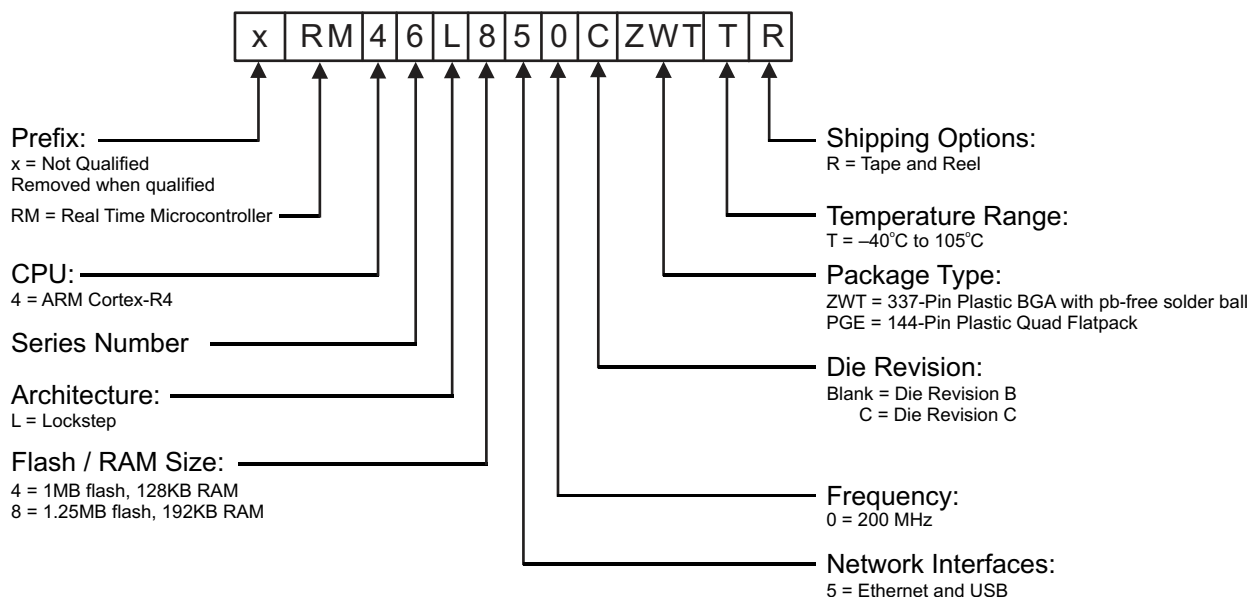 x RM 4 6 L 8 5 0 C ZWT T R
Prefix:
x = Not Qualified
Removed when qualified
RM = Real Time Microcontroller
CPU:
4 = ARM Cortex-R4
Series Number
Architecture:
L = Lockstep
Flash / RAM Size:
4 = 1MB flash, 128KB RAM
8 = 1.25MB flash, 192KB RAM
Shipping Options:
R = Tape and Reel
Temperature Range:
T = –40°C to 105°C
Package Type:
ZWT = 337-Pin Plastic BGA with pb-free solder ball
PGE = 144-Pin Plastic Quad Flatpack
Die Revision:
Blank = Die Revision B
C = Die Revision C
Frequency:
0 = 200 MHz
Network Interfaces:
5 = Ethernet and USB